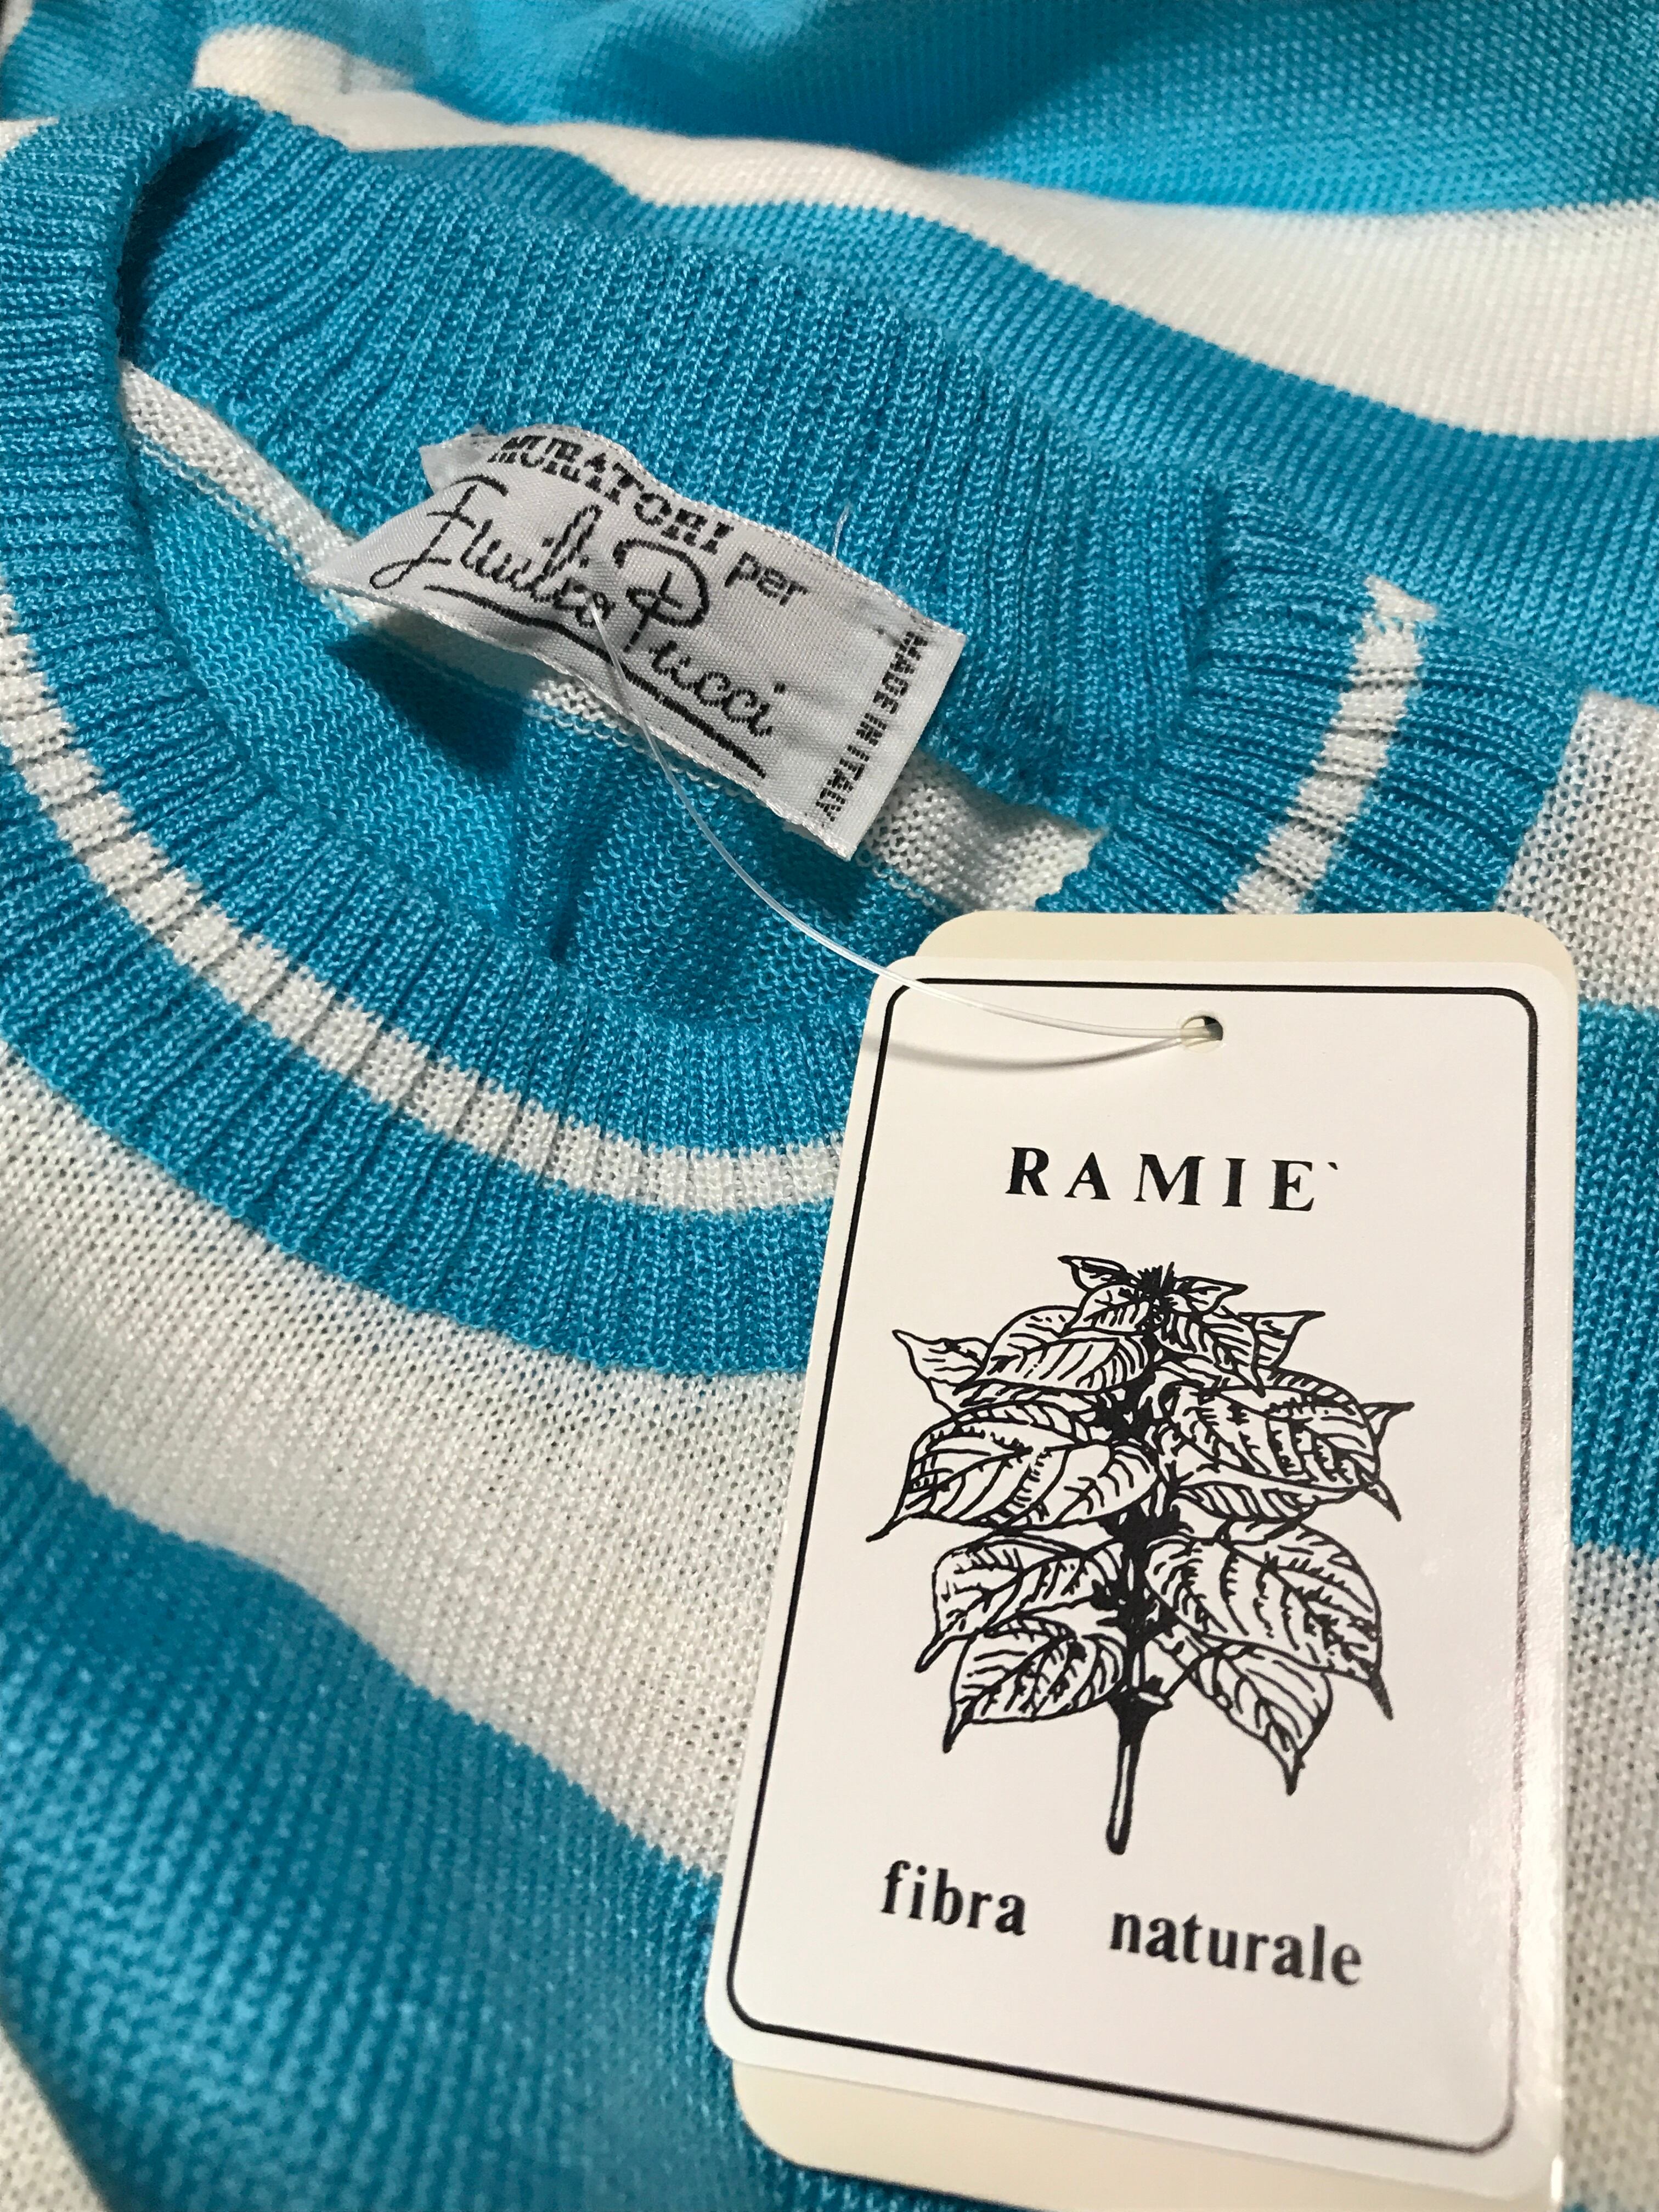 MURATORI per
Emilio Pucci
MADE IN ITALY
RAMIE`
fibra naturale